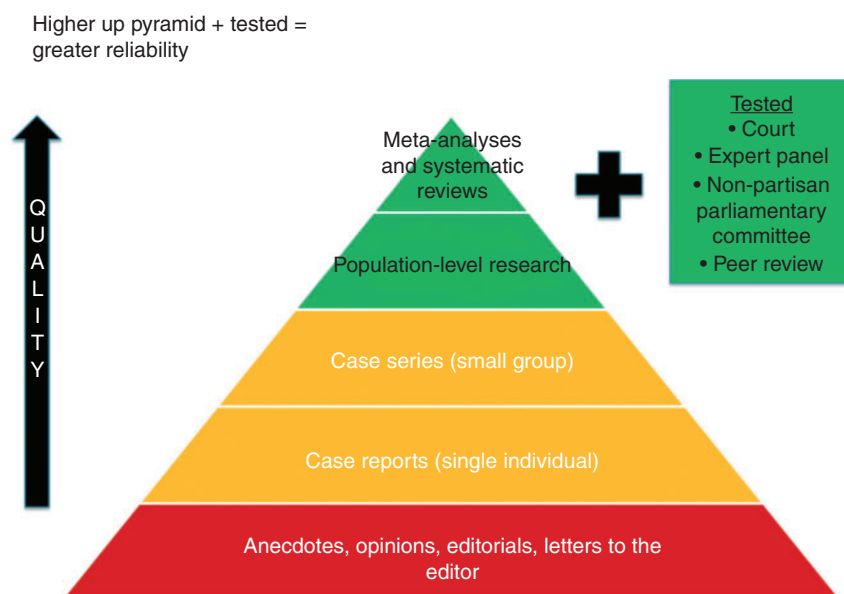 Higher up pyramid + tested =
greater reliability
QUALITY
Meta-analyses
and systematic
reviews
Population-level research
Case series (small group)
Case reports (single individual)
Anecdotes, opinions, editorials, letters to the
editor
Tested
• Court
• Expert panel
• Non-partisan
parliamentary
committee
• Peer review